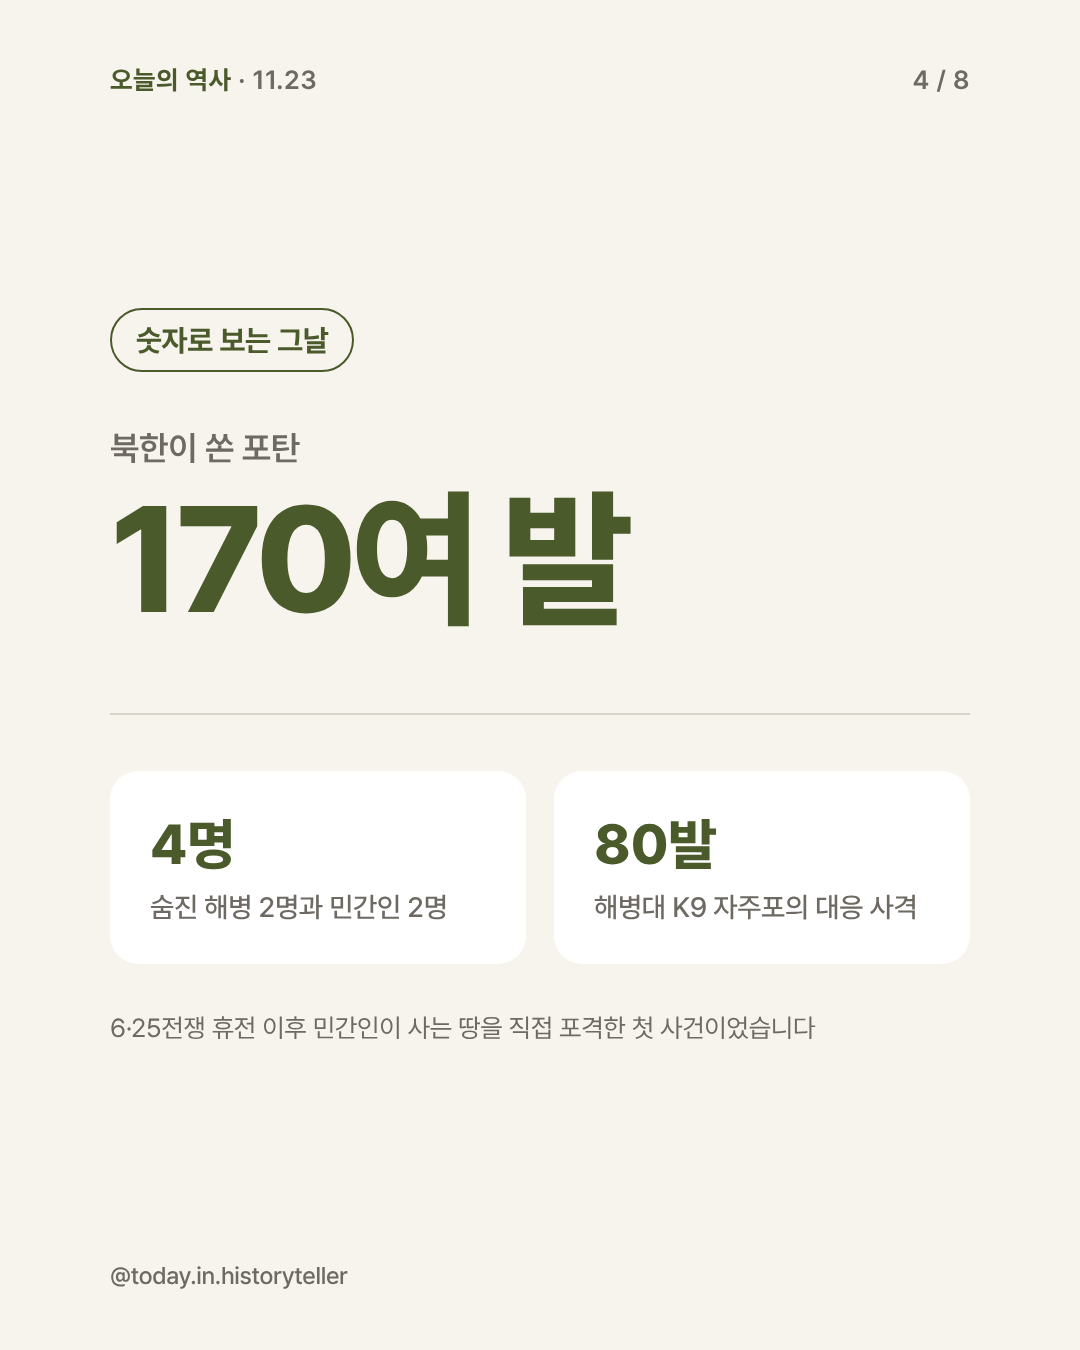 오늘의 역사 · 11.23
4 / 8
숫자로 보는 그날
북한이 쏜 포탄
170여 발
4명
숨진 해병 2명과 민간인 2명
80발
해병대 K9 자주포의 대응 사격
6·25전쟁 휴전 이후 민간인이 사는 땅을 직접 포격한 첫 사건이었습니다
@today.in.historyteller